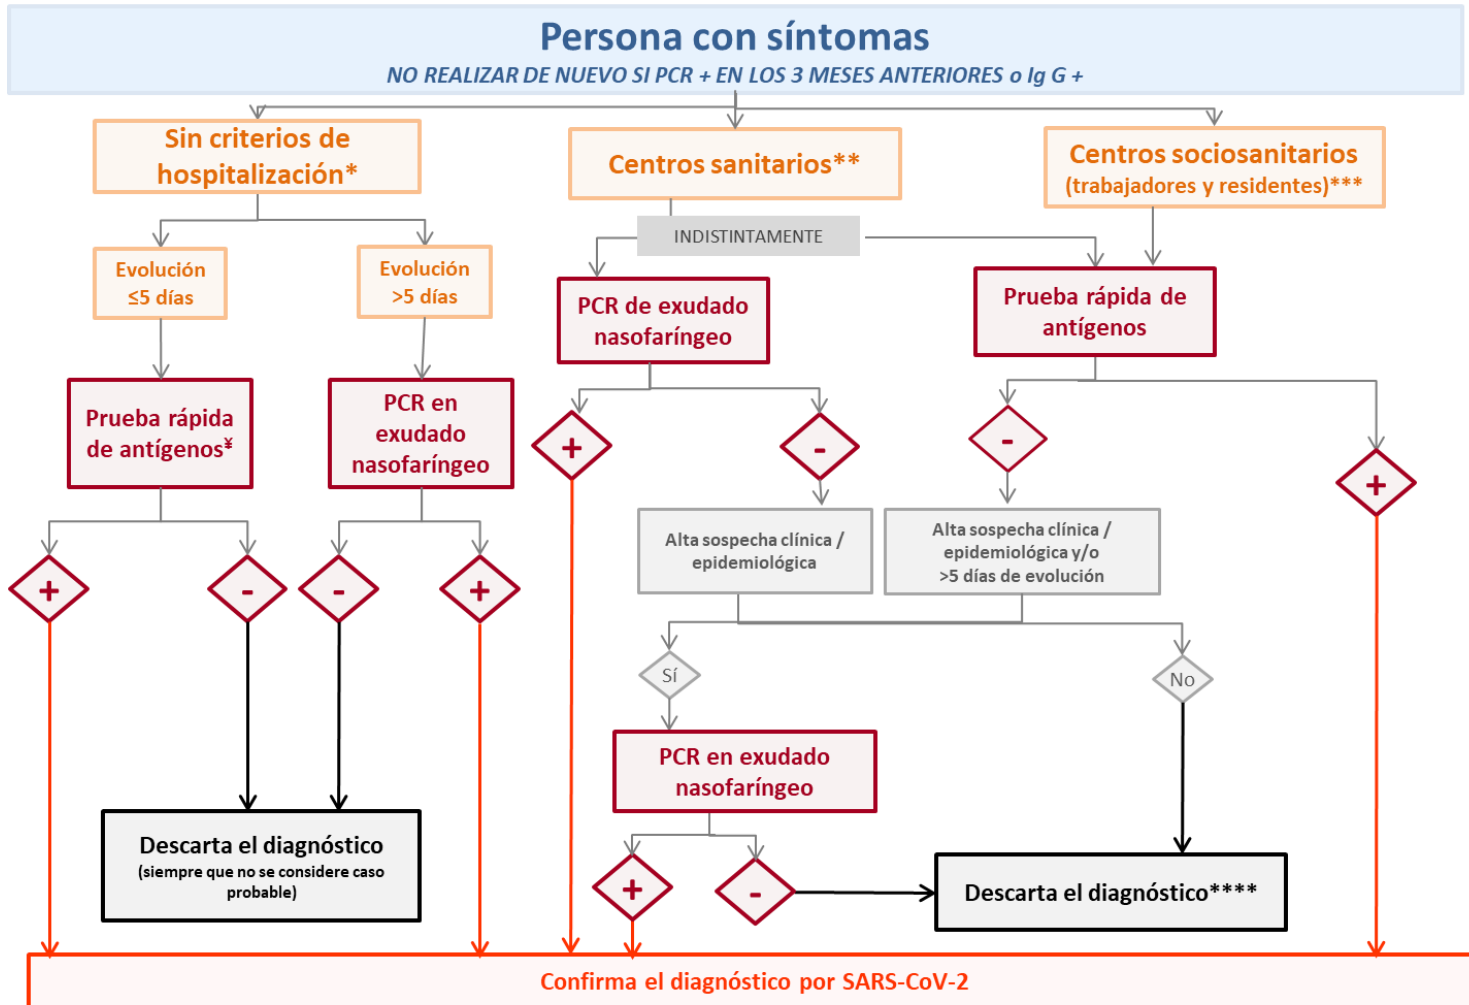 Persona con síntomas
NO REALIZAR DE NUEVO SI PCR + EN LOS 3 MESES ANTERIORES o Ig G +
Sin criterios de
hospitalización*
Centros sanitarios**
Centros sociosanitarios
(trabajadores y residentes)***
INDISTINTAMENTE
Evolución
≤5 días
Evolución
>5 días
PCR de exudado
nasofaríngeo
Prueba rápida de
antígenos
Prueba rápida
de antígenos¥
PCR en
exudado
nasofaríngeo
+
-
-
+
Alta sospecha clínica /
epidemiológica
Alta sospecha clínica /
epidemiológica y/o
>5 días de evolución
+
-
-
+
Sí
No
PCR en exudado
nasofaríngeo
Descarta el diagnóstico
(siempre que no se considere caso
probable)
+
-
Descarta el diagnóstico****
Confirma el diagnóstico por SARS-CoV-2